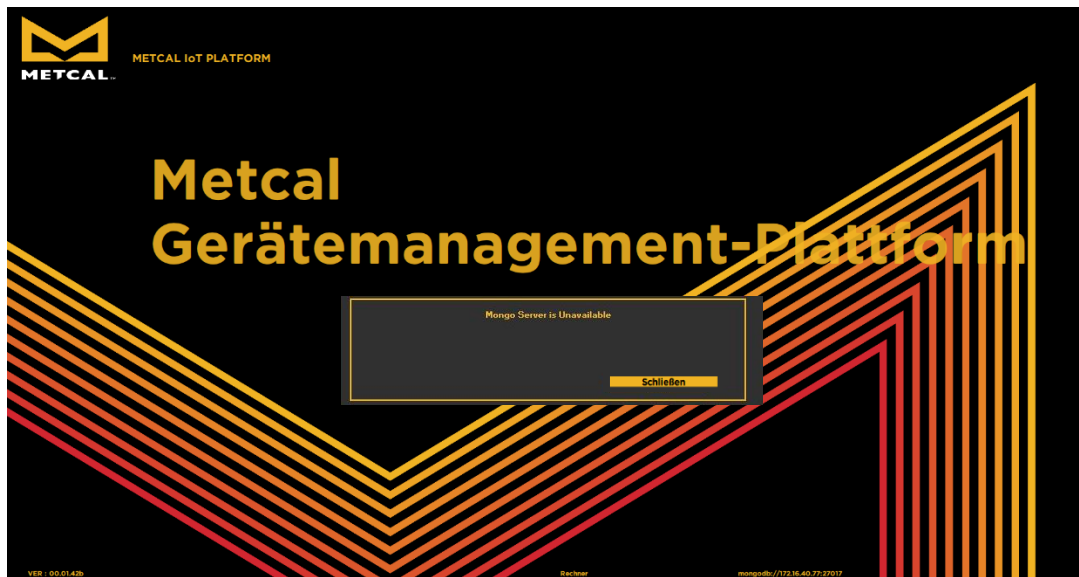 METCAL™
METCAL IoT PLATFORM
Metcal
Gerätemanagement-Plattform
Mongo Server is Unavailable
Schließen
VER : 00.01.42b
Rechner
mongodb://172.16.40.77:27017